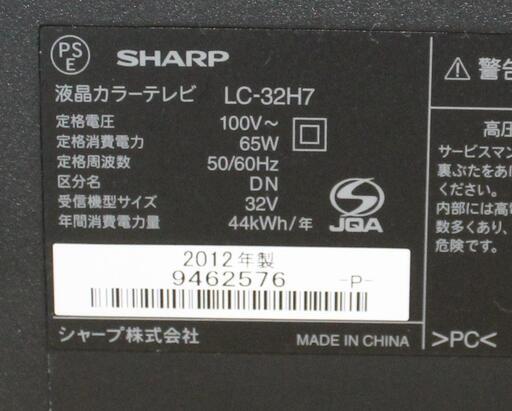 PS
E
SHARP
液晶カラーテレビ LC-32H7
定格電圧 100V～
定格消費電力 65W
定格周波数 50/60Hz
区分名 DN
受信機型サイズ 32V
年間消費電力量 44kWh/年
JQA
2012年製
9462576 -P-
シャープ株式会社 MADE IN CHINA
警告
高圧
サービスマン
裏ぶたをあけ
ください。
内部には高電
数多くあり、
危険です。
>PC<